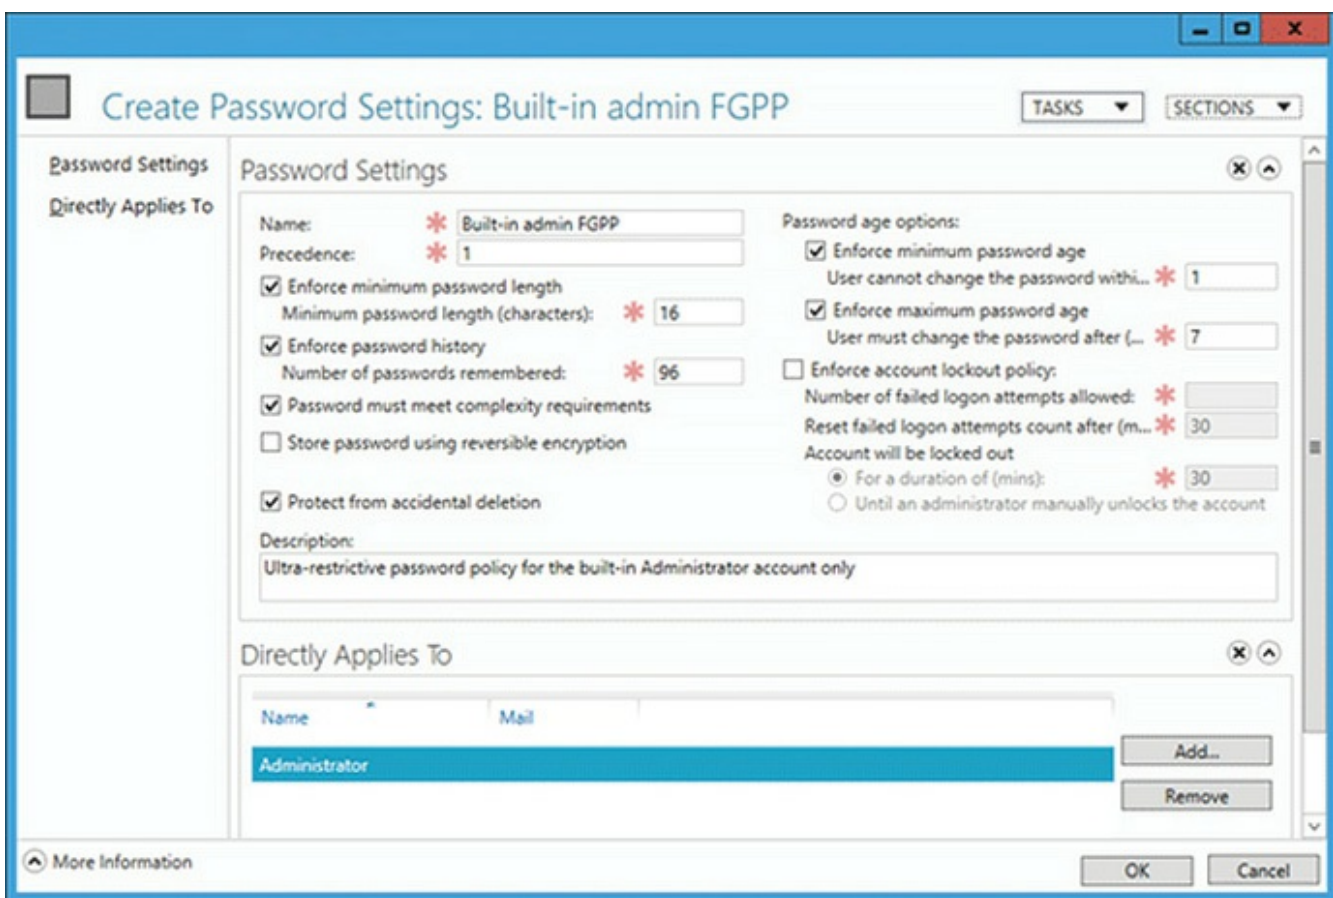 Create Password Settings: Built-in admin FGPP
TASKS
SECTIONS
Password Settings
Directly Applies To
Password Settings
Name:
Built-in admin FGPP
Precedence:
1
Enforce minimum password length
Minimum password length (characters):
16
Enforce password history
Number of passwords remembered:
96
Password must meet complexity requirements
Store password using reversible encryption
Protect from accidental deletion
Password age options:
Enforce minimum password age
User cannot change the password withi...
1
Enforce maximum password age
User must change the password after (...
7
Enforce account lockout policy:
Number of failed logon attempts allowed:
Reset failed logon attempts count after (m...
30
Account will be locked out
For a duration of (mins):
30
Until an administrator manually unlocks the account
Description:
Ultra-restrictive password policy for the built-in Administrator account only
Directly Applies To
Name
Mail
Administrator
Add...
Remove
More Information
OK
Cancel